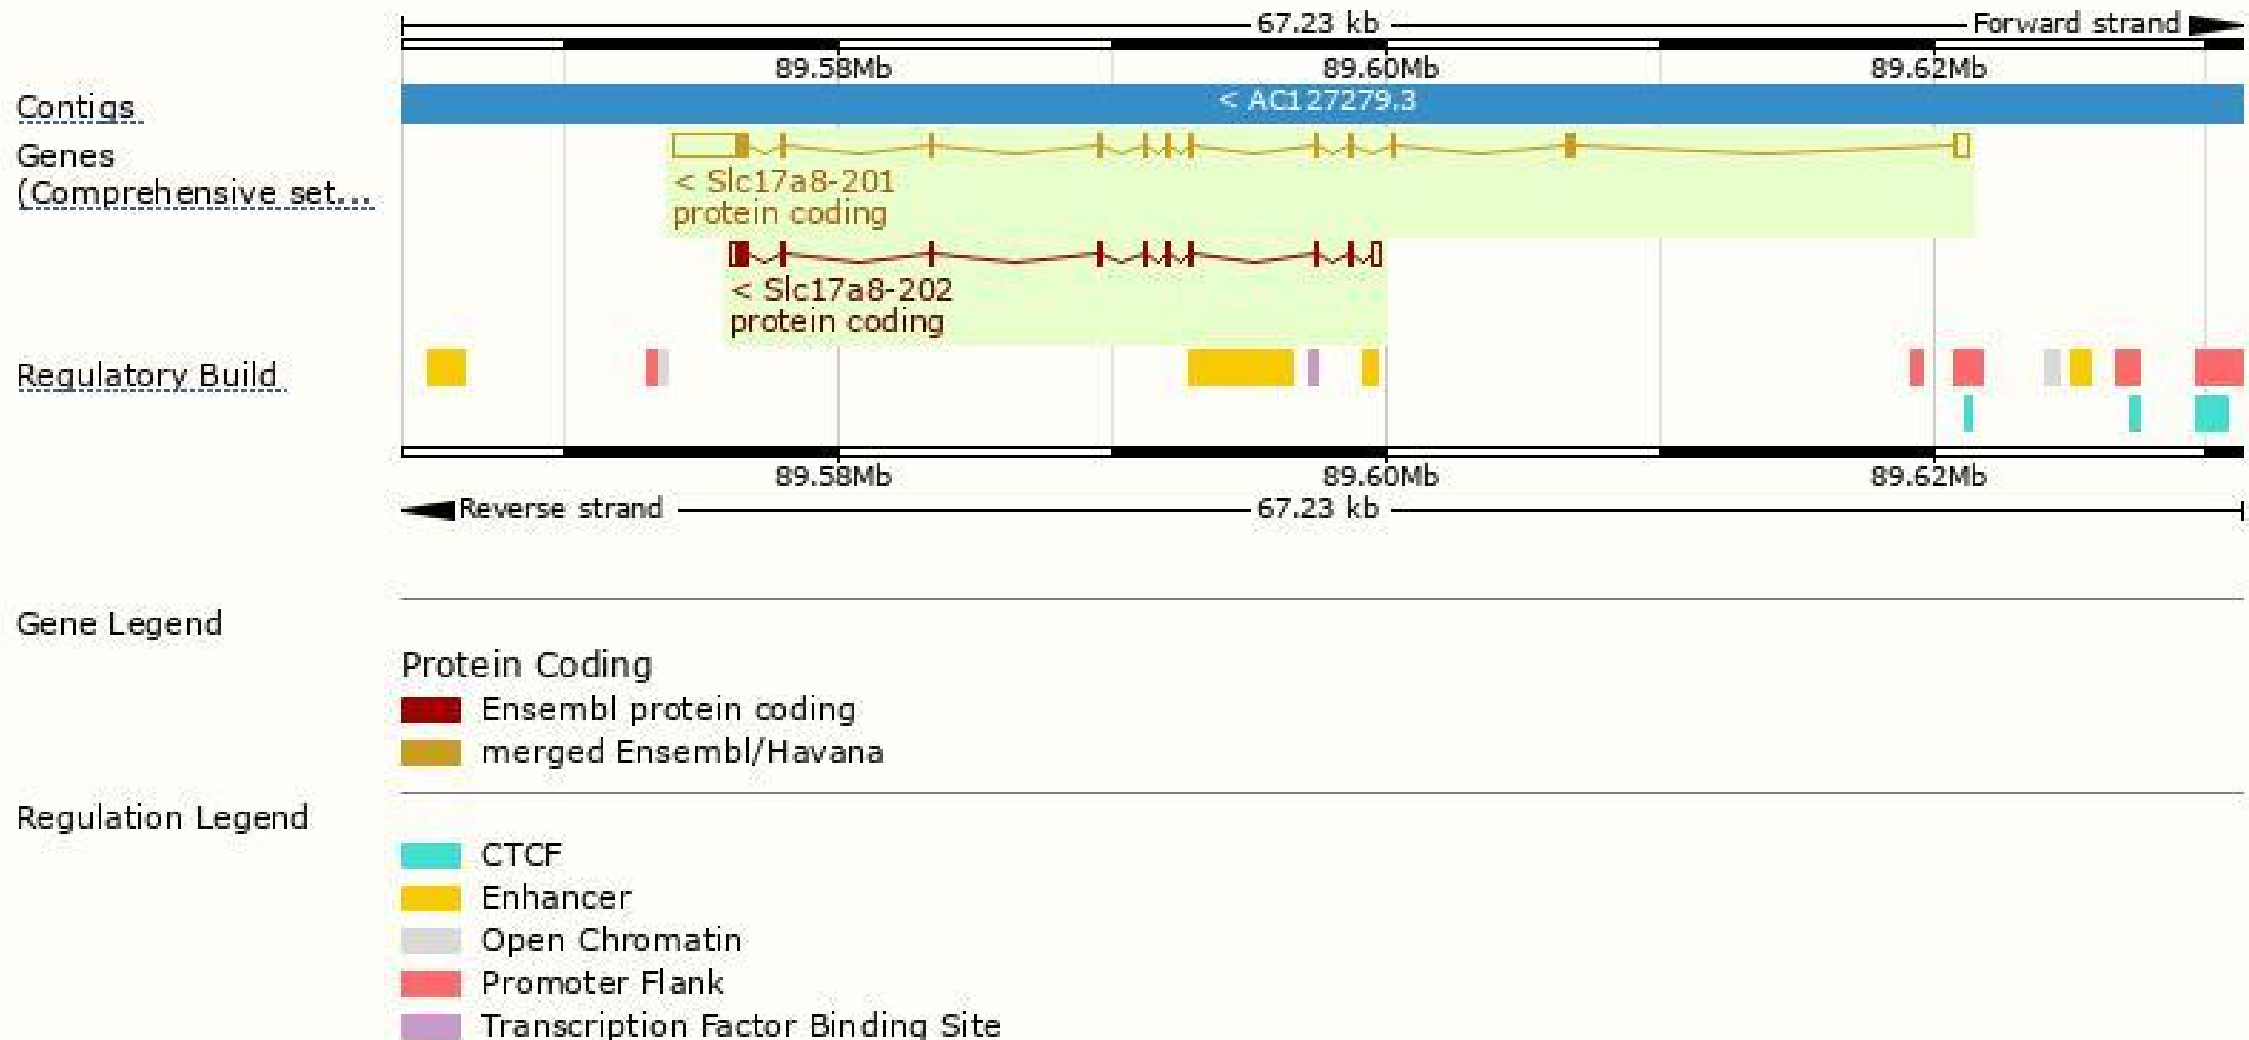 67.23 kb
Forward strand
89.58Mb 89.60Mb 89.62Mb
Contigs
< AC127279.3
Genes
(Comprehensive set...
< Slc17a8-201
protein coding
< Slc17a8-202
protein coding
Regulatory Build
89.58Mb 89.60Mb 89.62Mb
Reverse strand
67.23 kb
Gene Legend
Protein Coding
Ensembl protein coding
merged Ensembl/Havana
Regulation Legend
CTCF
Enhancer
Open Chromatin
Promoter Flank
Transcription Factor Binding Site